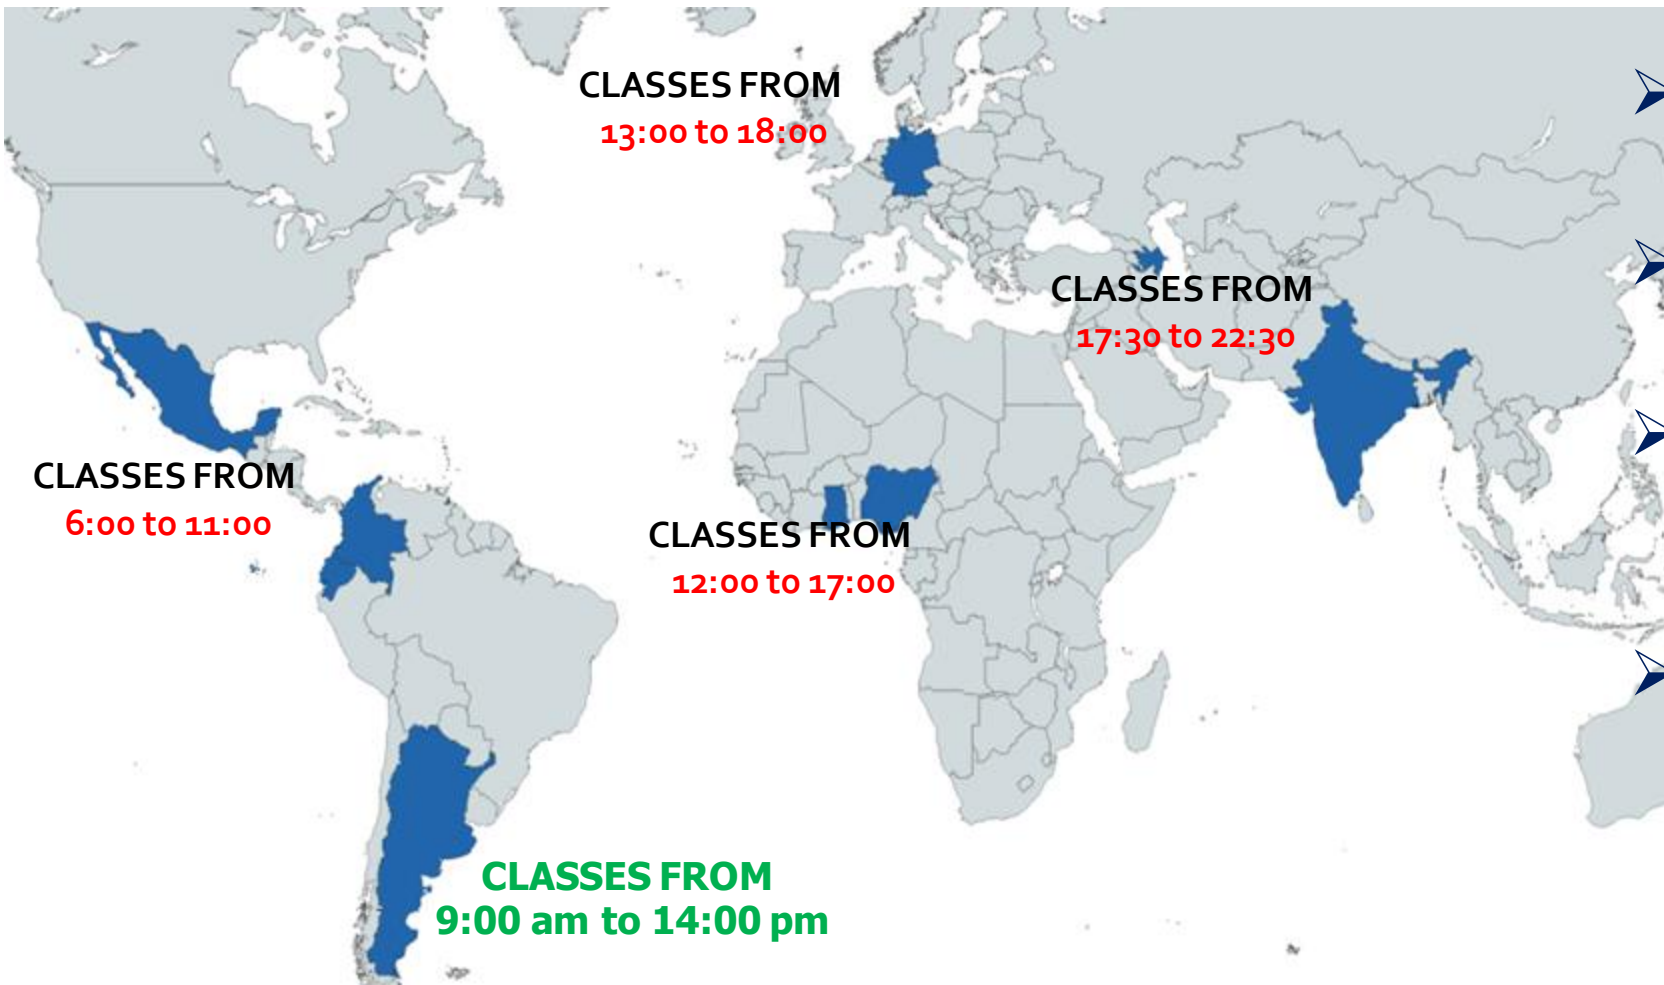 CLASSES FROM
13:00 to 18:00
CLASSES FROM
17:30 to 22:30
CLASSES FROM
6:00 to 11:00
CLASSES FROM
12:00 to 17:00
CLASSES FROM
9:00 am to 14:00 pm